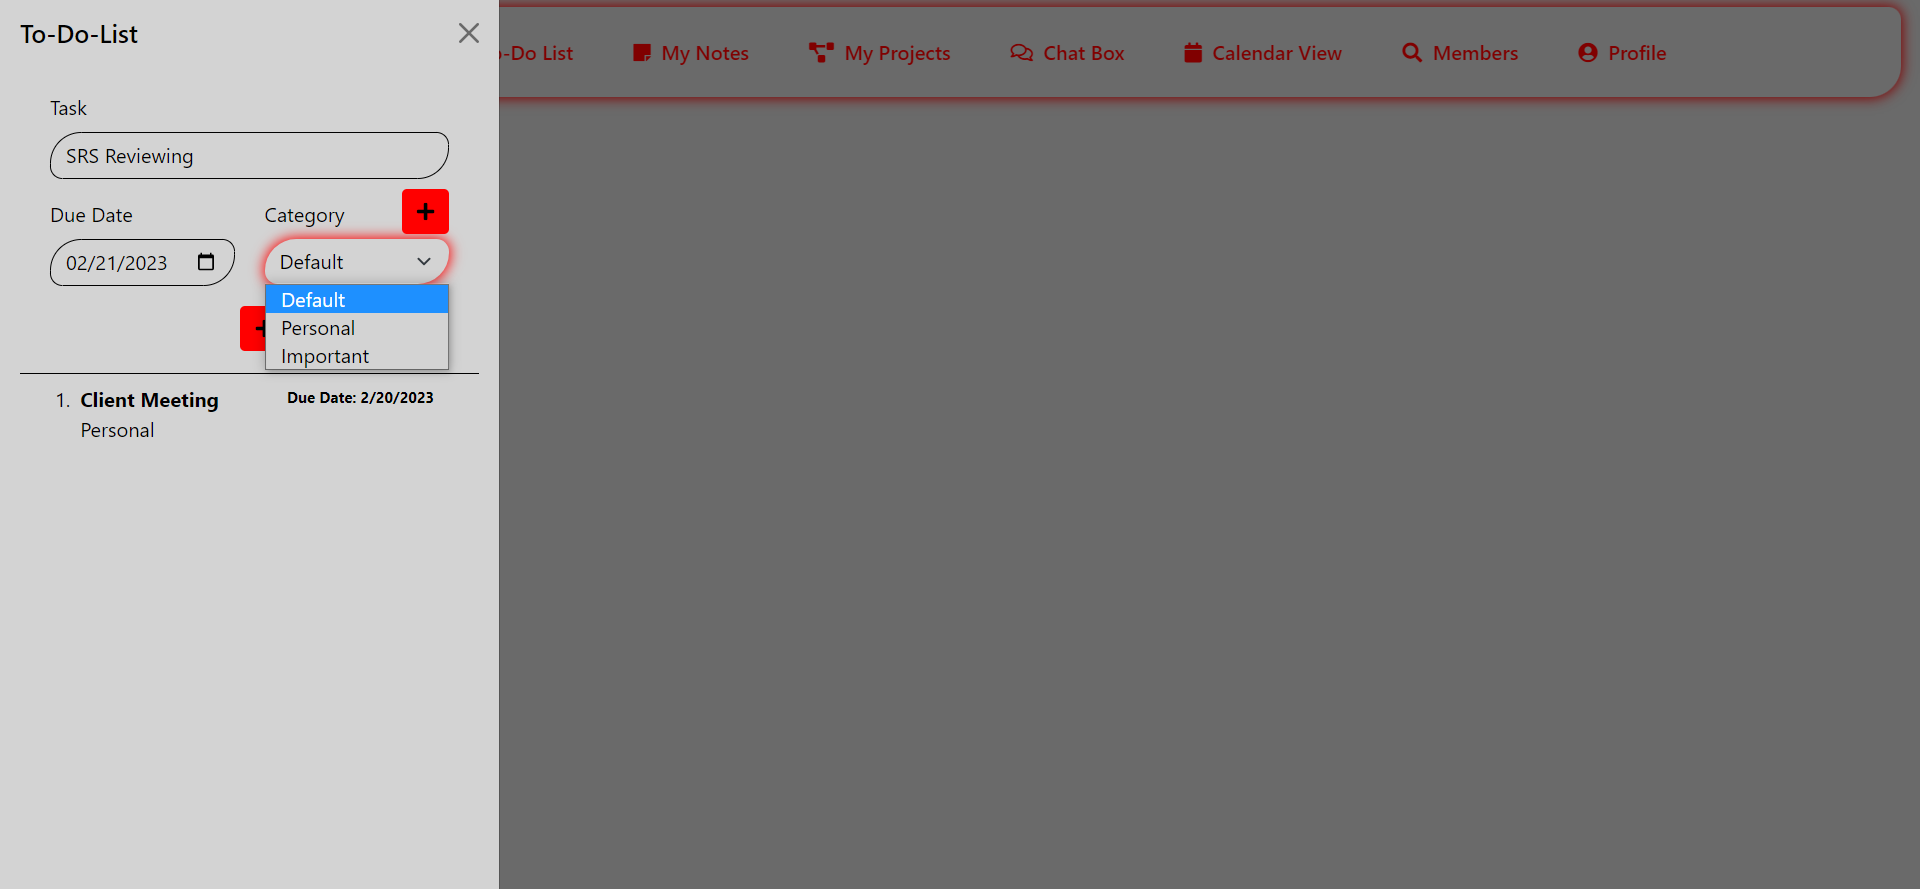 To-Do-List
-Do List
My Notes
My Projects
Chat Box
Calendar View
Members
Profile
Task
SRS Reviewing
Due Date
Category
02/21/2023
Default
Default
Personal
Important
1. Client Meeting
Due Date: 2/20/2023
Personal